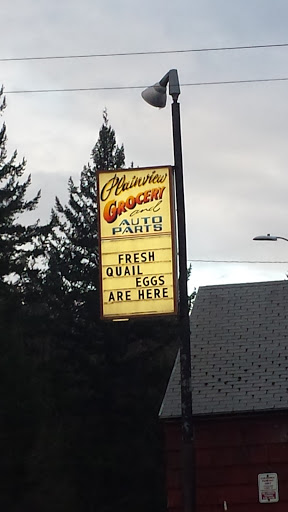 Plainview
GROCERY
and
AUTO
PARTS
FRESH
QUAIL
EGGS
ARE HERE